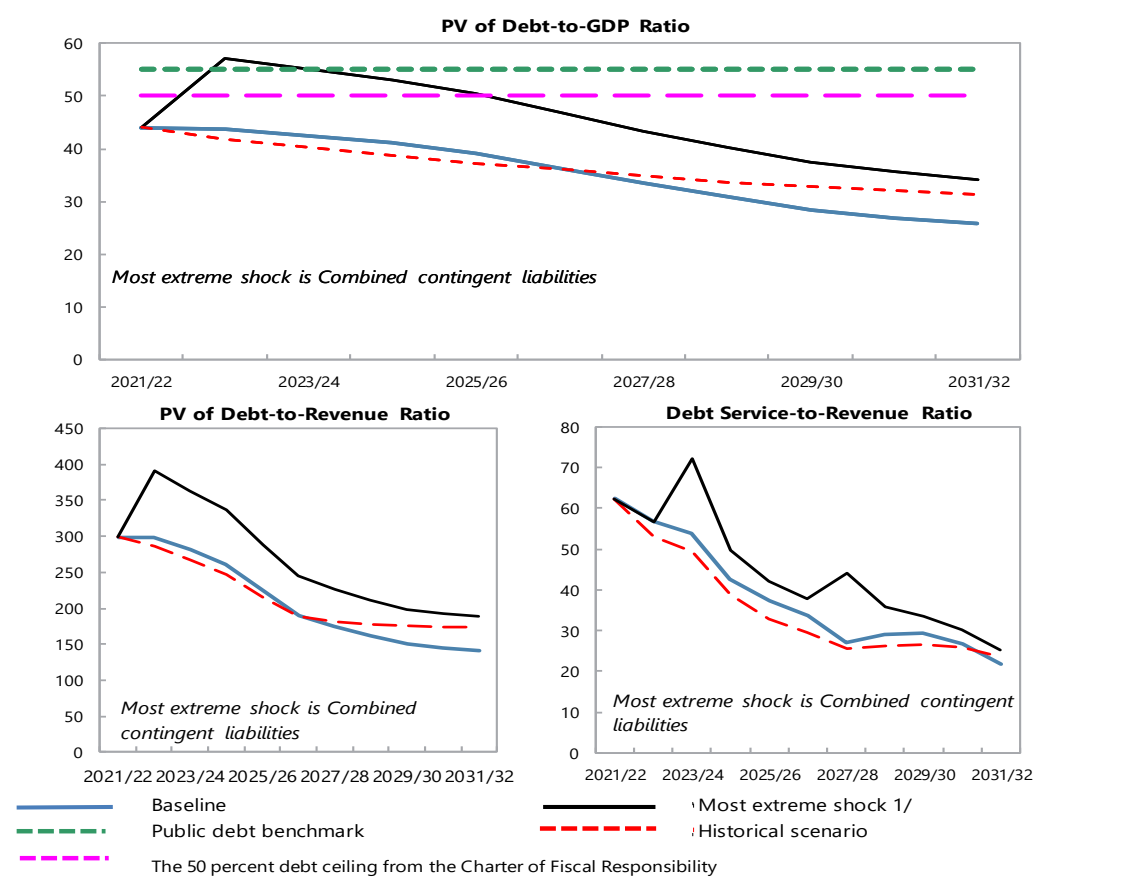 PV of Debt-to-GDP Ratio
60
50
40
30
20
10
0
Most extreme shock is Combined contingent liabilities
2021/22 2023/24 2025/26 2027/28 2029/30 2031/32
PV of Debt-to-Revenue Ratio
450
400
350
300
250
200
150
100
50
0
Most extreme shock is Combined
contingent liabilities
2021/22 2023/24 2025/26 2027/28 2029/30 2031/32
Debt Service-to-Revenue Ratio
80
70
60
50
40
30
20
10
0
Most extreme shock is Combined contingent
liabilities
2021/22 2023/24 2025/26 2027/28 2029/30 2031/32
Baseline
Most extreme shock 1/
Public debt benchmark
Historical scenario
The 50 percent debt ceiling from the Charter of Fiscal Responsibility